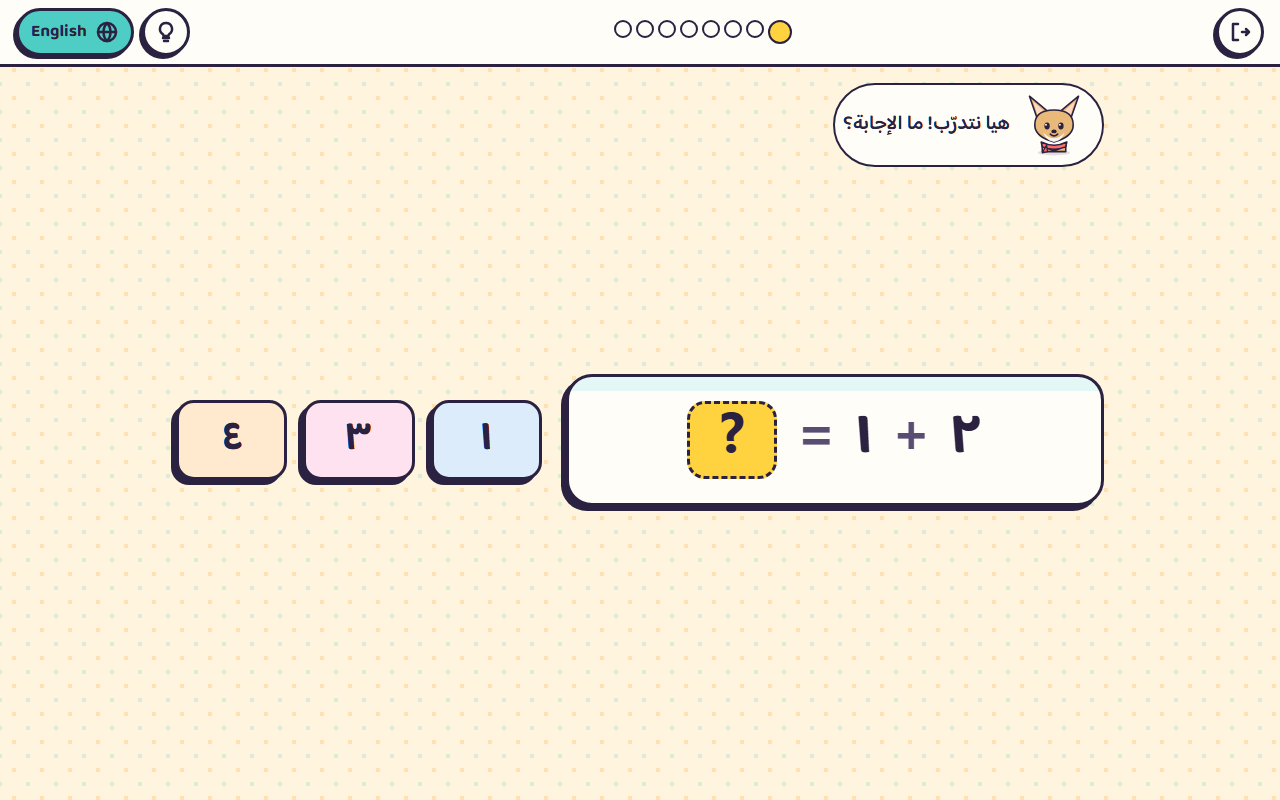 English
هيا نتدرّب! ما الإجابة؟
٢ + ١ = ?
١
٣
٤